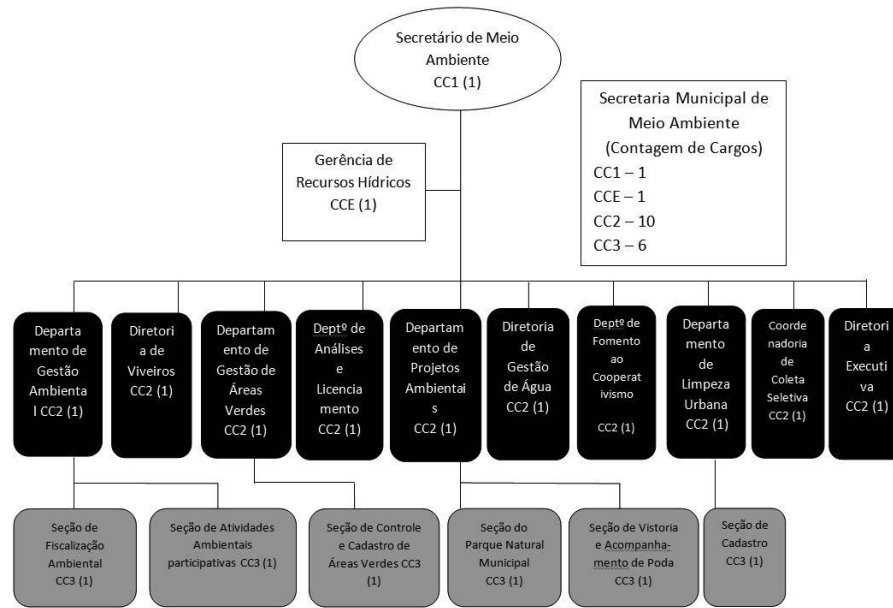 Secretário de Meio
Ambiente
CC1 (1)
Secretaria Municipal de
Meio Ambiente
(Contagem de Cargos)
CC1 – 1
CCE – 1
CC2 – 10
CC3 – 6
Gerência de
Recursos Hídricos
CCE (1)
Departa
mento de
Gestão
Ambienta
l CC2 (1)
Diretori
a de
Viveiros
CC2 (1)
Departam
ento de
Gestão de
Áreas
Verdes
CC2 (1)
Deptº de
Análises e
Licenciam
ento
CC2 (1)
Departam
ento de
Projetos
Ambientai
s
CC2 (1)
Diretoria
de
Gestão
de Água
CC2 (1)
Deptº de
Fomento
ao
Cooperat
ivismo
CC2 (1)
Departa
mento
de
Limpeza
Urbana
CC2 (1)
Coorde
nadoria
de
Coleta
Seletiva
CC2 (1)
Diretori
a
Executi
va
CC2 (1)
Seção de
Fiscalização
Ambiental
CC3 (1)
Seção de Atividades
Ambientais
participativas CC3 (1)
Seção de Controle
e Cadastro de
Áreas Verdes CC3
(1)
Seção do
Parque Natural
Municipal
CC3 (1)
Seção de Vistoria
e Acompanha-
mento de Poda
CC3 (1)
Seção de
Cadastro
CC3 (1)